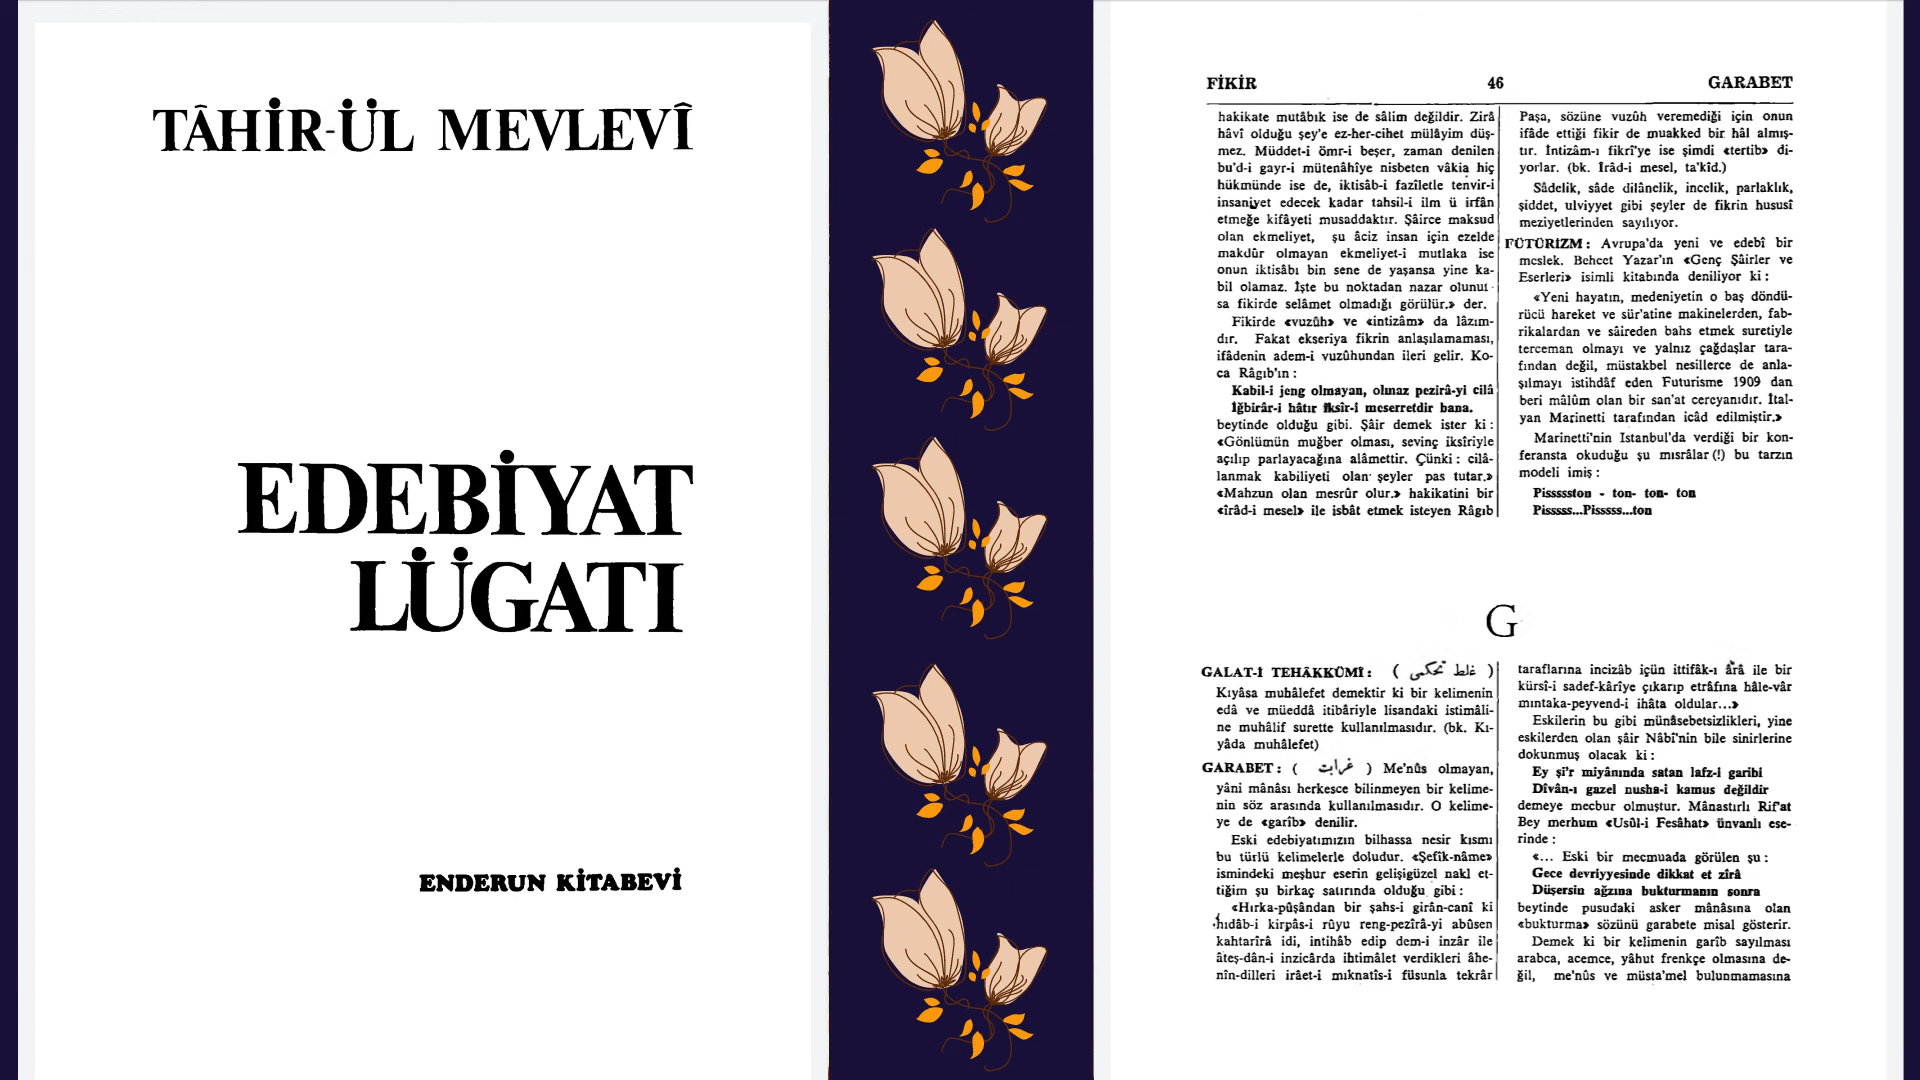 TÂHİR-ÜL MEVLEVÎ
EDEBİYAT
LÜGATI
ENDERUN KİTABEVİ
FİKİR 46 GARABET
hakikate mutâbık ise de sâlim değildir. Zirâ
hâvî olduğu şey'e ez-her-cihet mülâyim düş-
mez. Müddet-i ömr-i beşer, zaman denilen
bu'd-i gayr-i mütenâhîye nisbeten vâkia hiç
hükmünde ise de, iktisâb-i fazîletle tenvir-i
insaniyet edecek kadar tahsil-i ilm ü irfân
etmeğe kifâyeti musaddaktır. Şâirce maksud
olan ekmeliyet, şu âciz insan için ezelde
makdûr olmayan ekmeliyet-i mutlaka ise
onun iktisâbı bin sene de yaşansa yine ka-
bil olamaz. İşte bu noktadan nazar olunur
sa fikirde selâmet olmadığı görülür.» der.
Fikirde «vuzûh» ve «intizâm» da lâzım-
dır. Fakat ekseriya fikrin anlaşılamaması,
ifâdenin adem-i vuzûhundan ileri gelir. Ko-
ca Râgıb'ın :
Kabil-i jeng olmayan, olmaz pezirâ-yi cilâ
İğbirâr-i hâtır iksîr-i meserretdir bana.
beytinde olduğu gibi. Şâir demek ister ki :
«Gönlümün muğber olması, sevinç iksîriyle
açılıp parlayacağına alâmettir. Çünki : cilâ-
lanmak kabiliyeti olan şeyler pas tutar.»
«Mahzun olan mesrûr olur.» hakikatini bir
«îrâd-i mesel» ile isbât etmek isteyen Râgıb
Paşa, sözüne vuzûh veremediği için onun
ifâde ettiği fikir de muakked bir hâl almış-
tır. İntizâm-ı fikrî'ye ise şimdi «tertib» di-
yorlar. (bk. Îrâd-i mesel, ta'kîd.)
Sâdelik, sâde dilânelik, incelik, parlaklık,
şiddet, ulviyyet gibi şeyler de fikrin hususî
meziyetlerinden sayılıyor.
FÜTÜRİZM : Avrupa'da yeni ve edebî bir
meslek. Behcet Yazar'ın «Genç Şâirler ve
Eserleri» isimli kitabında deniliyor ki :
«Yeni hayatın, medeniyetin o baş döndü-
rücü hareket ve sür'atine makinelerden, fab-
rikalardan ve sâireden bahs etmek suretiyle
terceman olmayı ve yalnız çağdaşlar tara-
fından değil, müstakbel nesillerce de anla-
şılmayı istihdâf eden Futurisme 1909 dan
beri mâlûm olan bir san'at cereyanıdır. İtal-
yan Marinetti tarafından icâd edilmiştir.»
Marinetti'nin Istanbul'da verdiği bir kon-
feransta okuduğu şu mısrâlar (!) bu tarzın
modeli imiş :
Pissssston - ton- ton- ton
Pisssss...Pisssss...ton
G
GALAT-İ TEHAKKÜMÎ : ( غلط تحكمى )
Kıyâsa muhâlefet demektir ki bir kelimenin
edâ ve müeddâ itibâriyle lisandaki istimâli-
ne muhâlif surette kullanılmasıdır. (bk. Kı-
yâda muhâlefet)
GARABET : ( غرابت ) Me'nûs olmayan,
yâni mânâsı herkesce bilinmeyen bir kelime-
nin söz arasında kullanılmasıdır. O kelime-
ye de «garîb» denilir.
Eski edebiyatımızın bilhassa nesir kısmı
bu türlü kelimelerle doludur. «Şefîk-nâme»
ismindeki meşhur eserin gelişigüzel nakl et-
tiğim şu birkaç satırında olduğu gibi :
«Hırka-pûşândan bir şahs-i girân-canî ki
hıdâb-i kirpâs-i rûyu reng-pezîrâ-yi abûsen
kahtarîrâ idi, intihâb edip dem-i inzâr ile
âteş-dân-i inzicârda ihtimâlet verdikleri âhe-
nîn-dilleri irâet-i mıknatîs-i füsunla tekrâr
taraflarına incizâb içün ittifâk-ı ârâ ile bir
kürsî-i sadef-kârîye çıkarıp etrâfına hâle-vâr
mıntaka-peyvend-i ihâta oldular...»
Eskilerin bu gibi münâsebetsizlikleri, yine
eskilerden olan şâir Nâbî'nin bile sinirlerine
dokunmuş olacak ki :
Ey şi'r miyânında satan lafz-i garibi
Dîvân-ı gazel nusha-i kamus değildir
demeye mecbur olmuştur. Mânastırlı Rif'at
Bey merhum «Usûl-i Fesâhat» ünvanlı ese-
rinde :
«... Eski bir mecmuada görülen şu :
Gece devriyyesinde dikkat et zîrâ
Düşersin ağzına bukturmanın sonra
beytinde pusudaki asker mânâsına olan
«bukturma» sözünü garabete misal gösterir.
Demek ki bir kelimenin garîb sayılması
arabca, acemce, yâhut frenkçe olmasına de-
ğil, me'nûs ve müsta'mel bulunmamasına